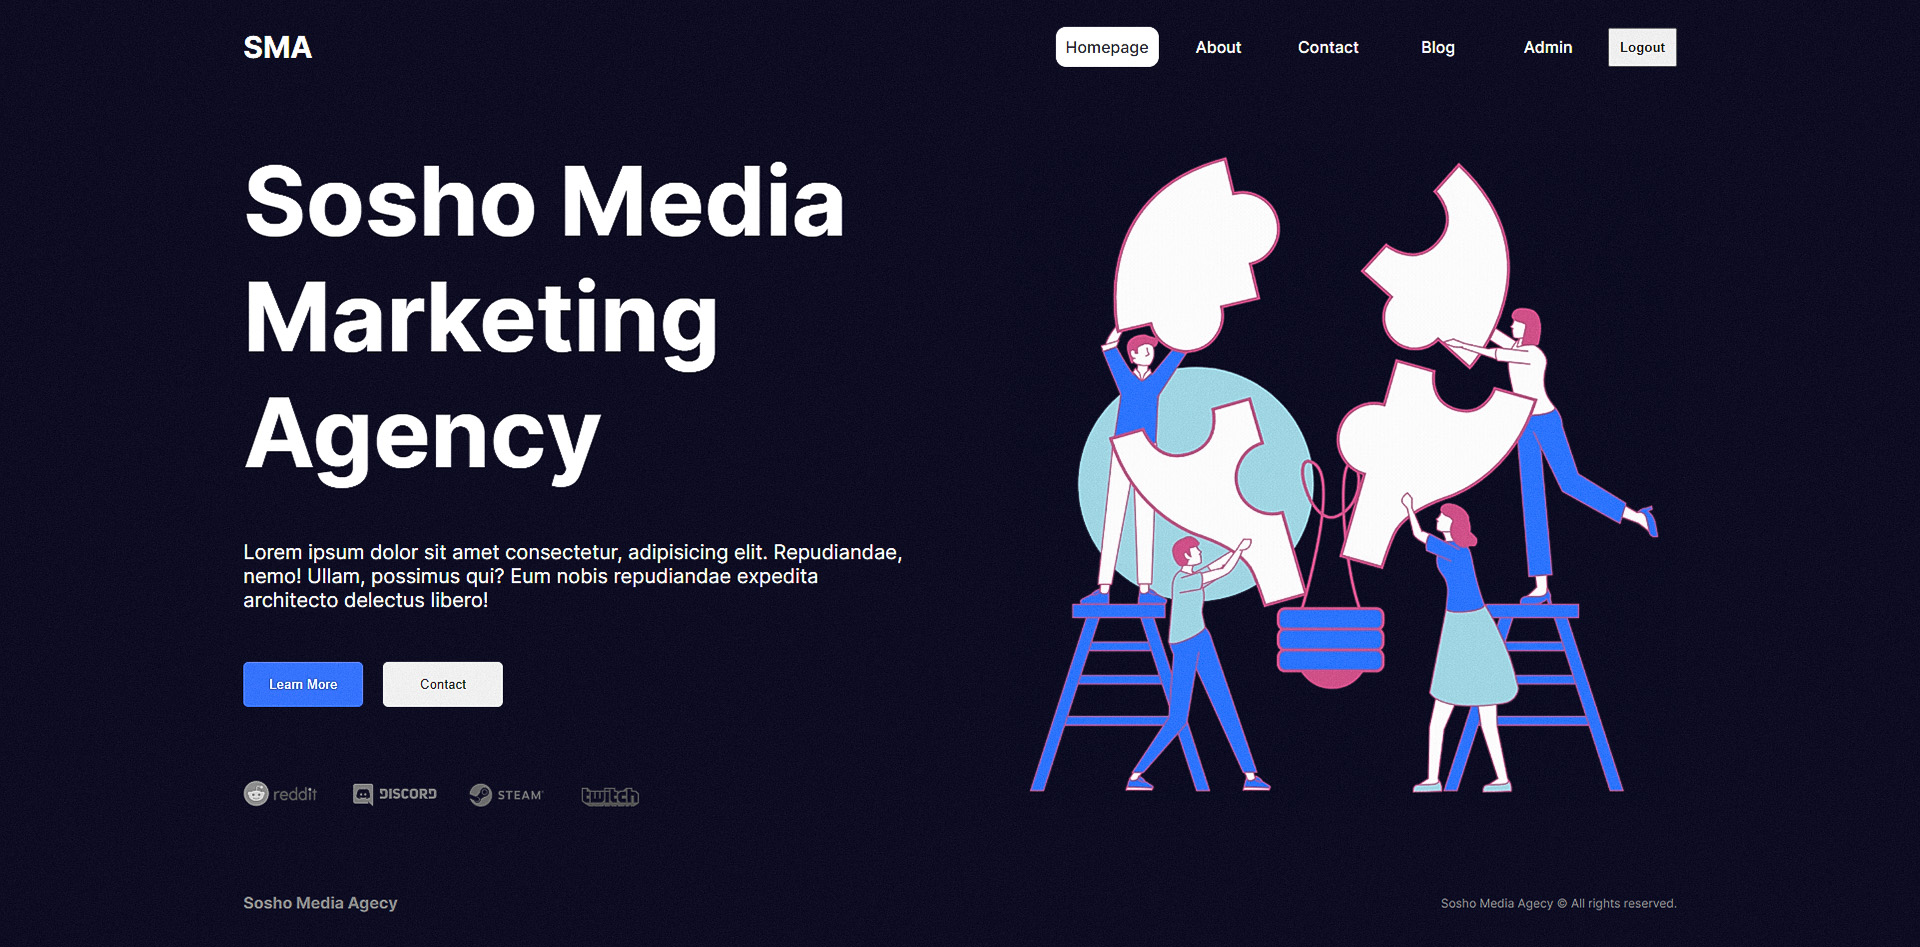 SMA
Homepage
About
Contact
Blog
Admin
Logout
Sosho Media
Marketing
Agency
Lorem ipsum dolor sit amet consectetur, adipisicing elit. Repudiandae,
nemo! Ullam, possimus qui? Eum nobis repudiandae expedita
architecto delectus libero!
Learn More
Contact
reddit
DISCORD
STEAM
twitch
Sosho Media Agecy
Sosho Media Agecy © All rights reserved.